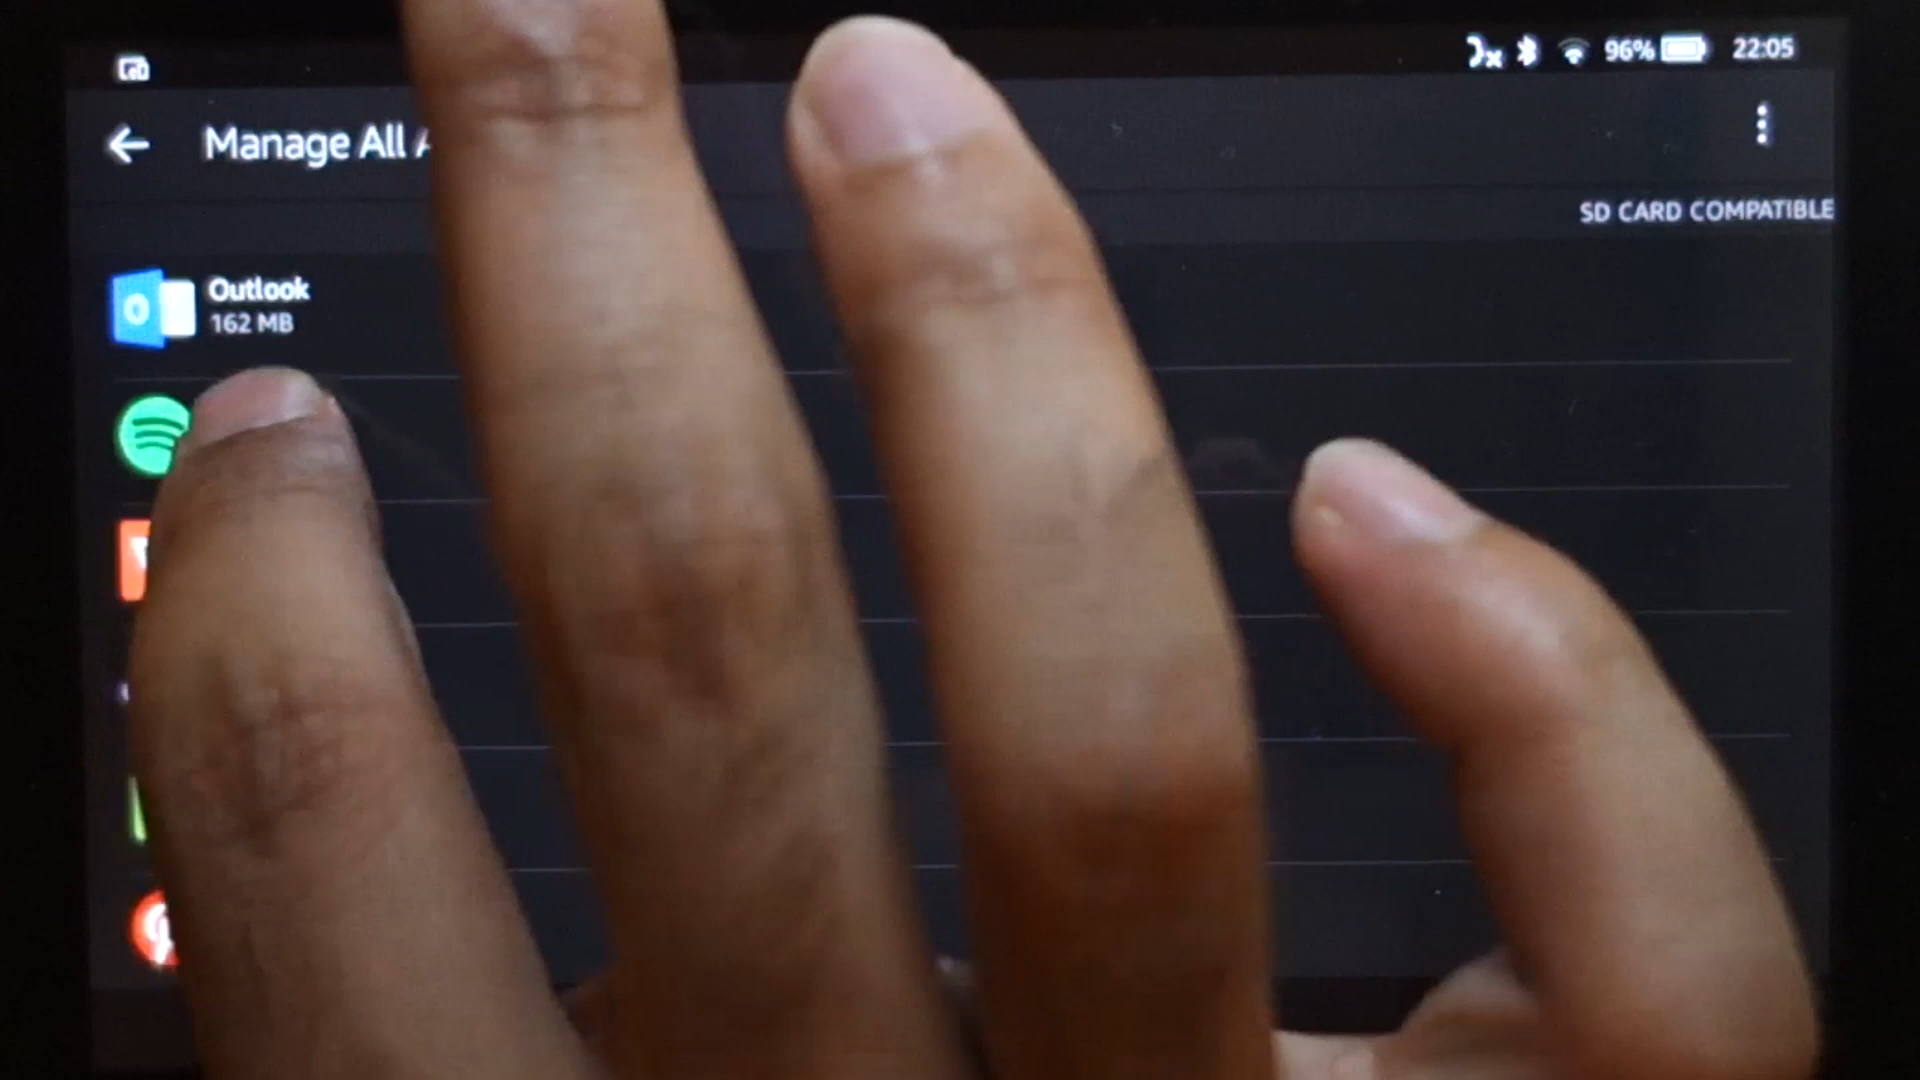 96% 22:05
Manage All A
SD CARD COMPATIBLE
Outlook
162 MB